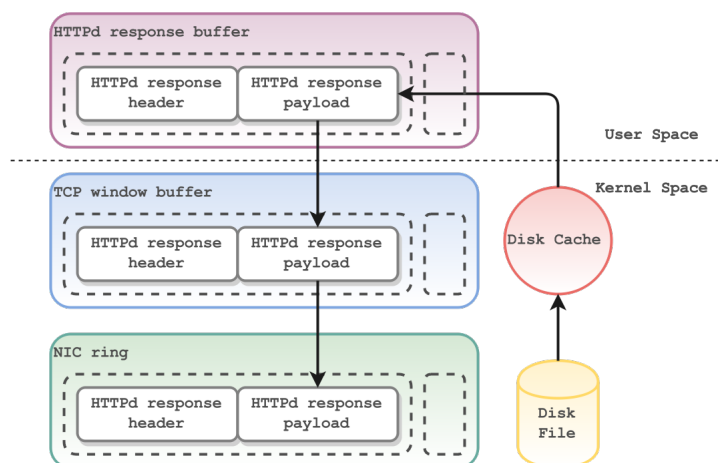 HTTPd response buffer
HTTPd response
header
HTTPd response
payload
User Space
Kernel Space
TCP window buffer
HTTPd response
header
HTTPd response
payload
Disk Cache
NIC ring
HTTPd response
header
HTTPd response
payload
Disk
File